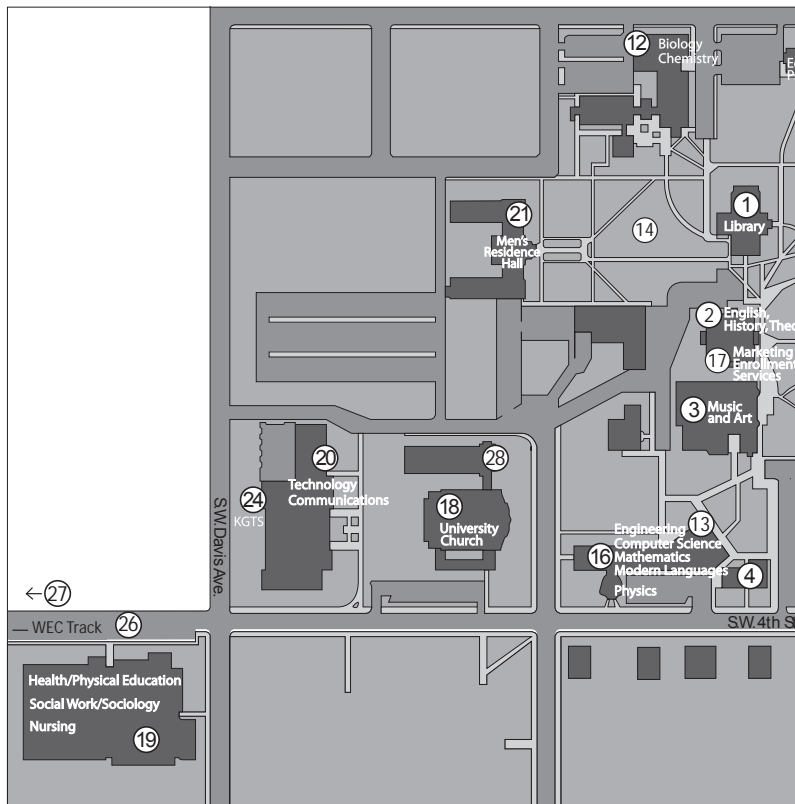 12
Biology
Chemistry
1
Library
21
Men's
Residence
Hall
14
2
English,
History, Theo
17
Marketing
Enrollment
Services
3
Music
and Art
20
Technology
Communications
24
KGTS
28
18
University
Church
13
Engineering
Computer Science
Mathematics
Modern Languages
16
Physics
4
S.W. Davis Ave.
←27
26
— WEC Track
S.W. 4th S
Health/Physical Education
Social Work/Sociology
Nursing
19